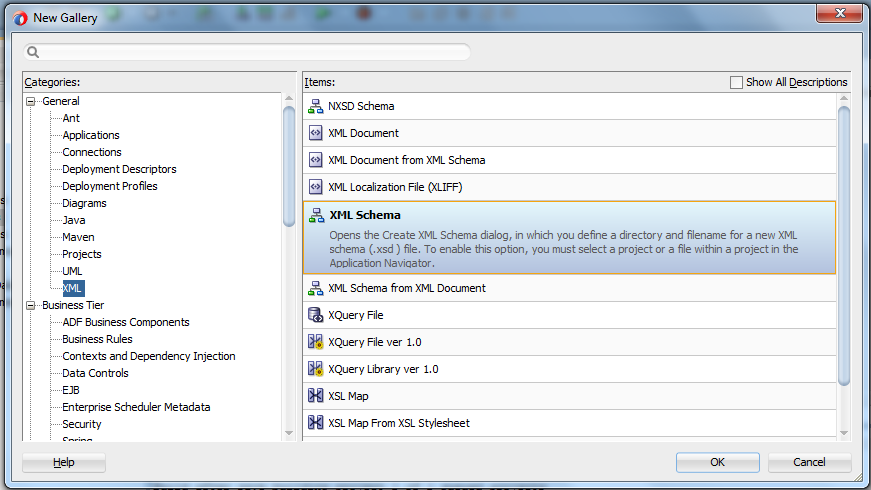 New Gallery
Categories:
General
Ant
Applications
Connections
Deployment Descriptors
Deployment Profiles
Diagrams
Java
Maven
Projects
UML
XML
Business Tier
ADF Business Components
Business Rules
Contexts and Dependency Injection
Data Controls
EJB
Enterprise Scheduler Metadata
Security
Spring
Items:
Show All Descriptions
NXSD Schema
XML Document
XML Document from XML Schema
XML Localization File (XLIFF)
XML Schema
Opens the Create XML Schema dialog, in which you define a directory and filename for a new XML
schema (.xsd ) file. To enable this option, you must select a project or a file within a project in the
Application Navigator.
XML Schema from XML Document
XQuery File
XQuery File ver 1.0
XQuery Library ver 1.0
XSL Map
XSL Map From XSL Stylesheet
Help
OK
Cancel